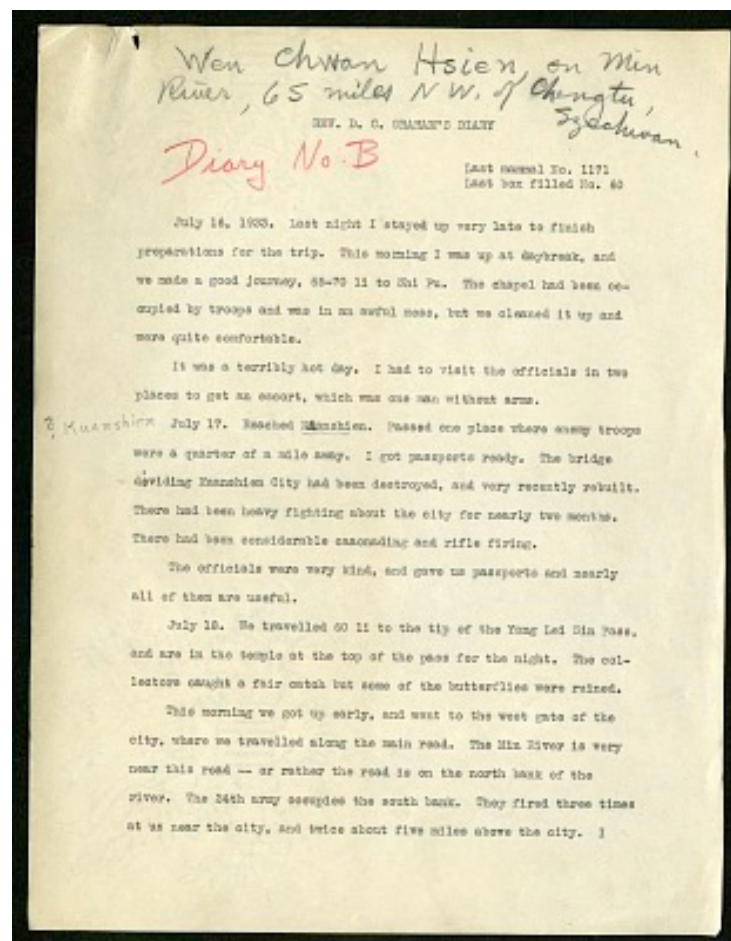 Wen Chwan Hsien, on Min
River, 65 miles N W. of Chengtu,
Szechwan.
REV. D. C. GRAHAM'S DIARY
Diary No. B
Last mammal No. 1171
Last box filled No. 60
July 16, 1933. Last night I stayed up very late to finish
preparations for the trip. This morning I was up at daybreak, and
we made a good journey, 65-70 li to Shi Pu. The chapel had been oc-
cupied by troops and was in an awful mess, but we cleaned it up and
were quite comfortable.
It was a terribly hot day. I had to visit the officials in two
places to get an escort, which was one man without arms.
? Kuanshien
July 17. Reached Kuanshien. Passed one place where enemy troops
were a quarter of a mile away. I got passports ready. The bridge
dividing Kuanshien City had been destroyed, and very recently rebuilt.
There had been heavy fighting about the city for nearly two months.
There had been considerable canonading and rifle firing.
The officials were very kind, and gave us passports and nearly
all of them are useful.
July 18. We travelled 60 li to the tip of the Yang Lei Sin Pass,
and are in the temple at the top of the pass for the night. The col-
lectors caught a fair catch but some of the butterflies were ruined.
This morning we got up early, and went to the west gate of the
city, where we travelled along the main road. The Min River is very
near this road -- or rather the road is on the north bank of the
river. The 24th army occupies the south bank. They fired three times
at us near the city, and twice about five miles above the city. I